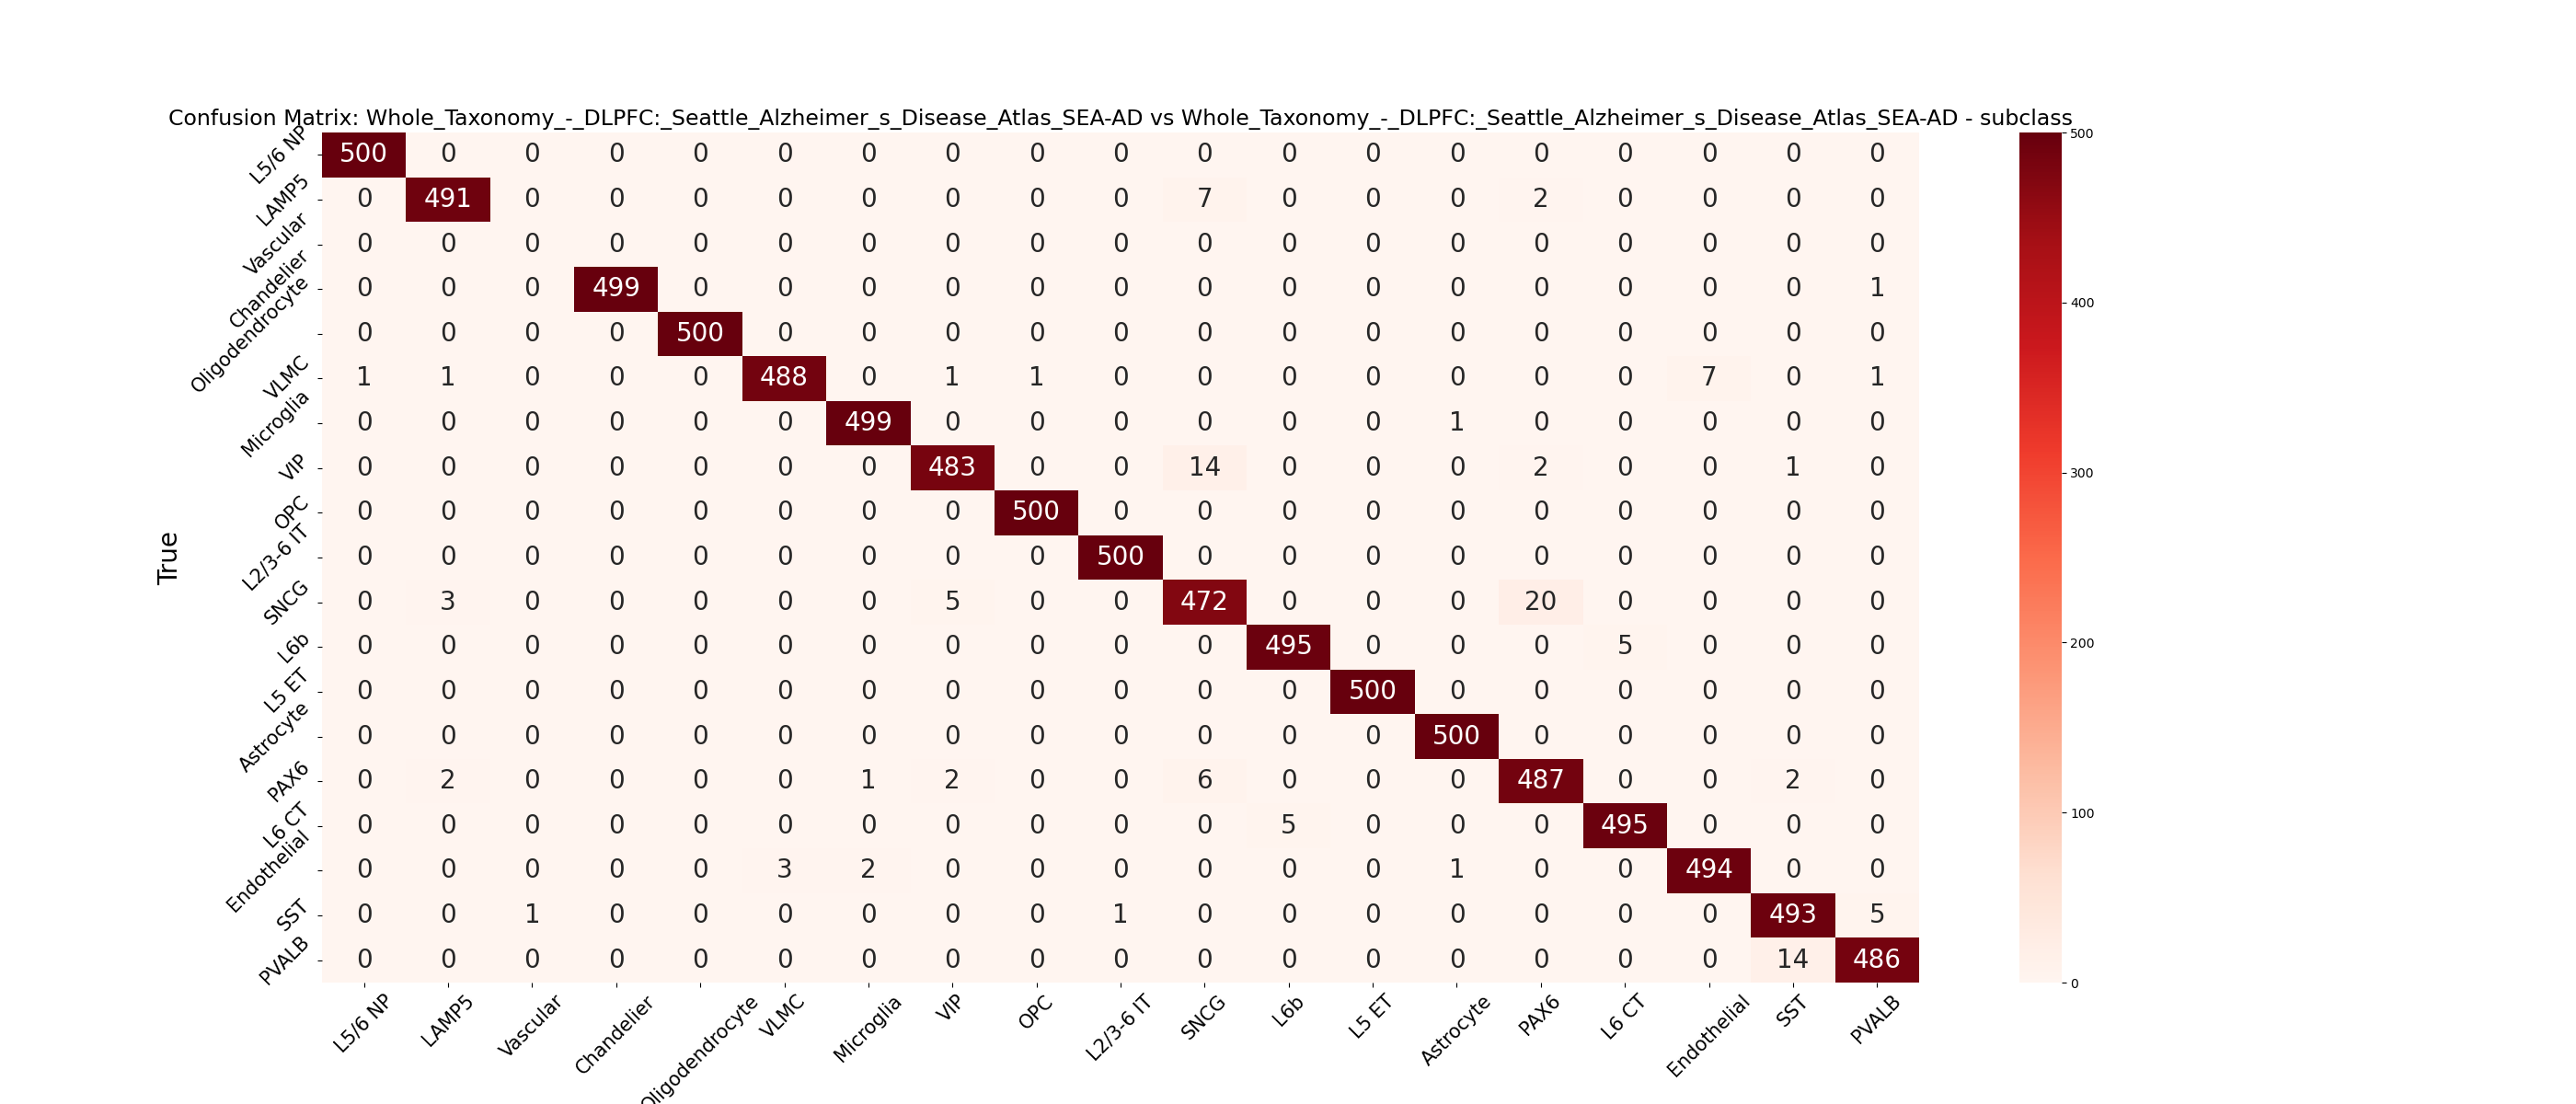 Confusion Matrix: Whole_Taxonomy_-_DLPFC:_Seattle_Alzheimer_s_Disease_Atlas_SEA-AD vs Whole_Taxonomy_-_DLPFC:_Seattle_Alzheimer_s_Disease_Atlas_SEA-AD - subclass
L5/6 NP 500 0 0 0 0 0 0 0 0 0 0 0 0 0 0 0 0 0 0
LAMP5 0 491 0 0 0 0 0 0 0 0 7 0 0 0 2 0 0 0 0
Vascular 0 0 0 0 0 0 0 0 0 0 0 0 0 0 0 0 0 0 0
Chandelier 0 0 0 499 0 0 0 0 0 0 0 0 0 0 0 0 0 0 1
Oligodendrocyte 0 0 0 0 500 0 0 0 0 0 0 0 0 0 0 0 0 0 0
VLMC 1 1 0 0 0 488 0 1 1 0 0 0 0 0 0 0 7 0 1
Microglia 0 0 0 0 0 0 499 0 0 0 0 0 0 1 0 0 0 0 0
VIP 0 0 0 0 0 0 0 483 0 0 14 0 0 0 2 0 0 1 0
OPC 0 0 0 0 0 0 0 0 500 0 0 0 0 0 0 0 0 0 0
L2/3-6 IT 0 0 0 0 0 0 0 0 0 500 0 0 0 0 0 0 0 0 0
SNCG 0 3 0 0 0 0 0 5 0 0 472 0 0 0 20 0 0 0 0
L6b 0 0 0 0 0 0 0 0 0 0 0 495 0 0 0 5 0 0 0
L5 ET 0 0 0 0 0 0 0 0 0 0 0 0 500 0 0 0 0 0 0
Astrocyte 0 0 0 0 0 0 0 0 0 0 0 0 0 500 0 0 0 0 0
PAX6 0 2 0 0 0 0 1 2 0 0 6 0 0 0 487 0 0 2 0
L6 CT 0 0 0 0 0 0 0 0 0 0 0 5 0 0 0 495 0 0 0
Endothelial 0 0 0 0 0 3 2 0 0 0 0 0 0 1 0 0 494 0 0
SST 0 0 1 0 0 0 0 0 0 1 0 0 0 0 0 0 0 493 5
PVALB 0 0 0 0 0 0 0 0 0 0 0 0 0 0 0 0 0 14 486
True
L5/6 NP LAMP5 Vascular Chandelier Oligodendrocyte VLMC Microglia VIP OPC L2/3-6 IT SNCG L6b L5 ET Astrocyte PAX6 L6 CT Endothelial SST PVALB
500
400
300
200
100
0